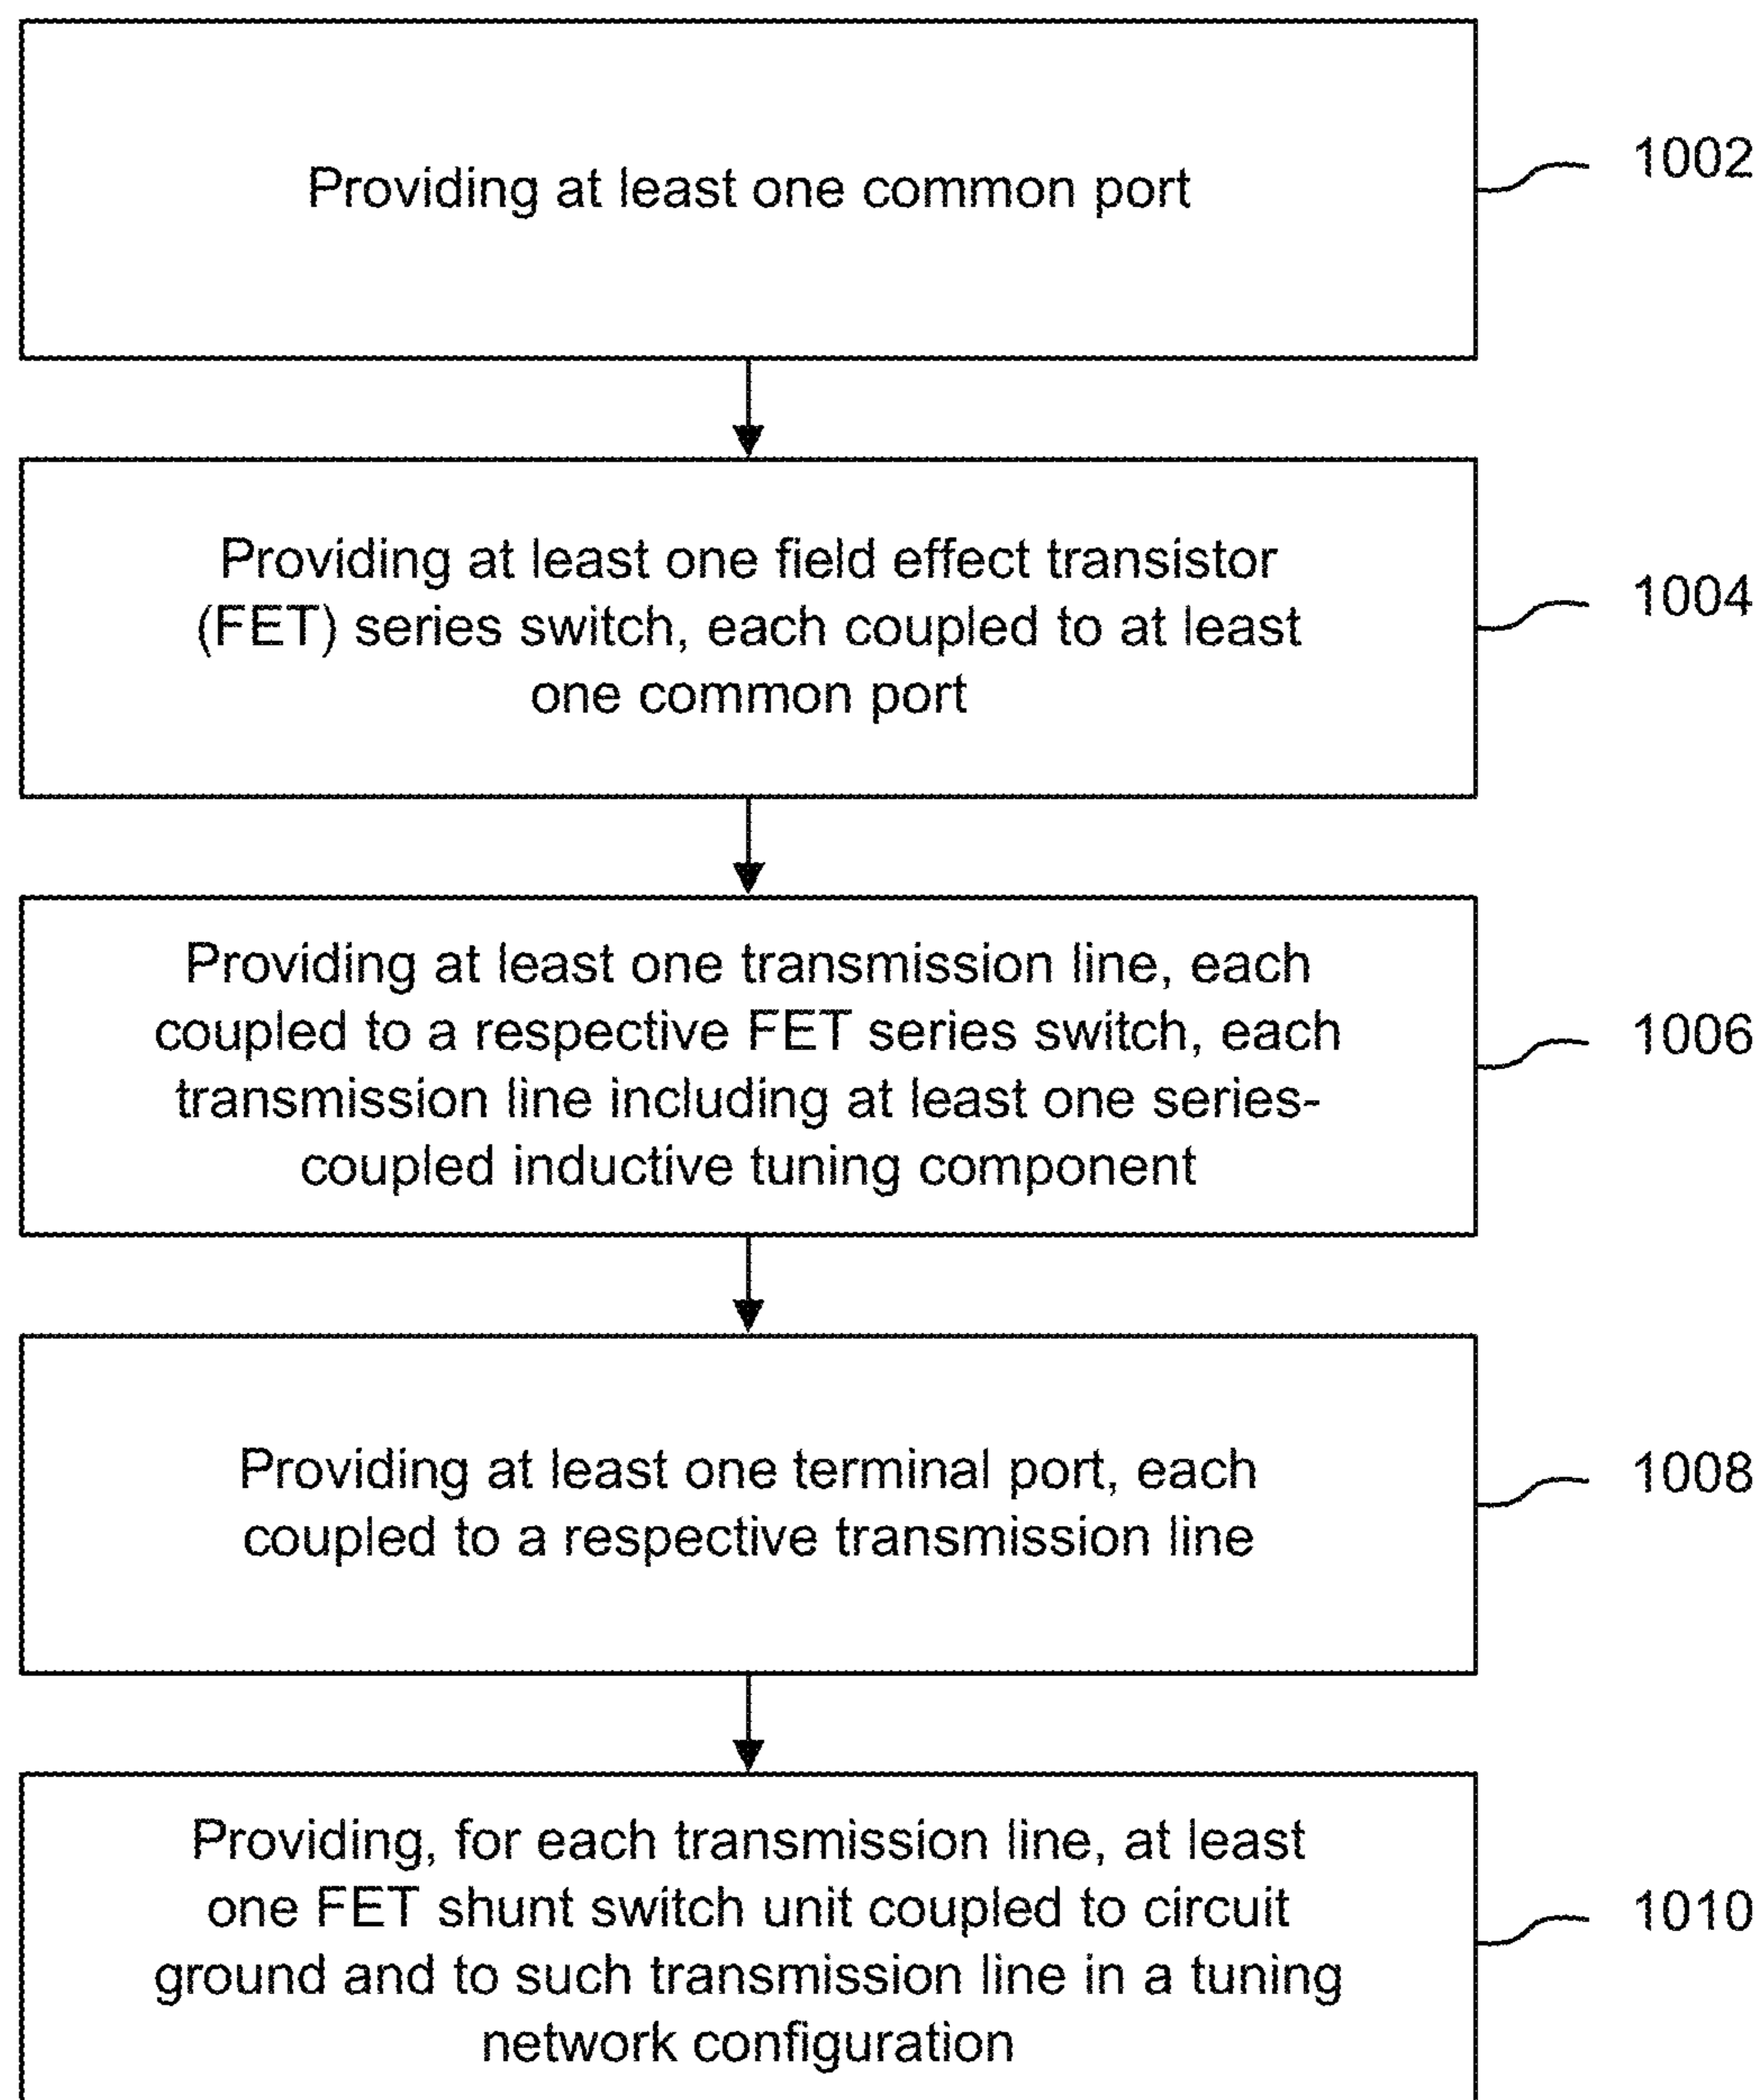 Providing at least one common port
1002
Providing at least one field effect transistor
(FET) series switch, each coupled to at least
one common port
1004
Providing at least one transmission line, each
coupled to a respective FET series switch, each
transmission line including at least one series-
coupled inductive tuning component
1006
Providing at least one terminal port, each
coupled to a respective transmission line
1008
Providing, for each transmission line, at least
one FET shunt switch unit coupled to circuit
ground and to such transmission line in a tuning
network configuration
1010